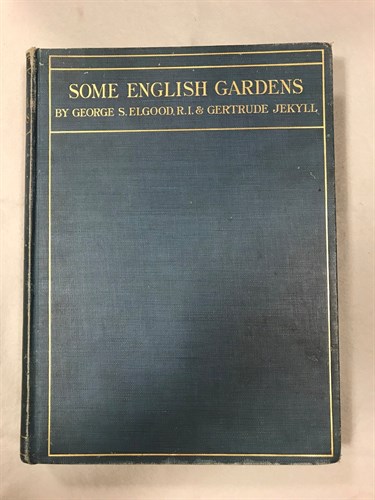 SOME ENGLISH GARDENS
BY GEORGE S. ELGOOD, R.I. & GERTRUDE JEKYLL